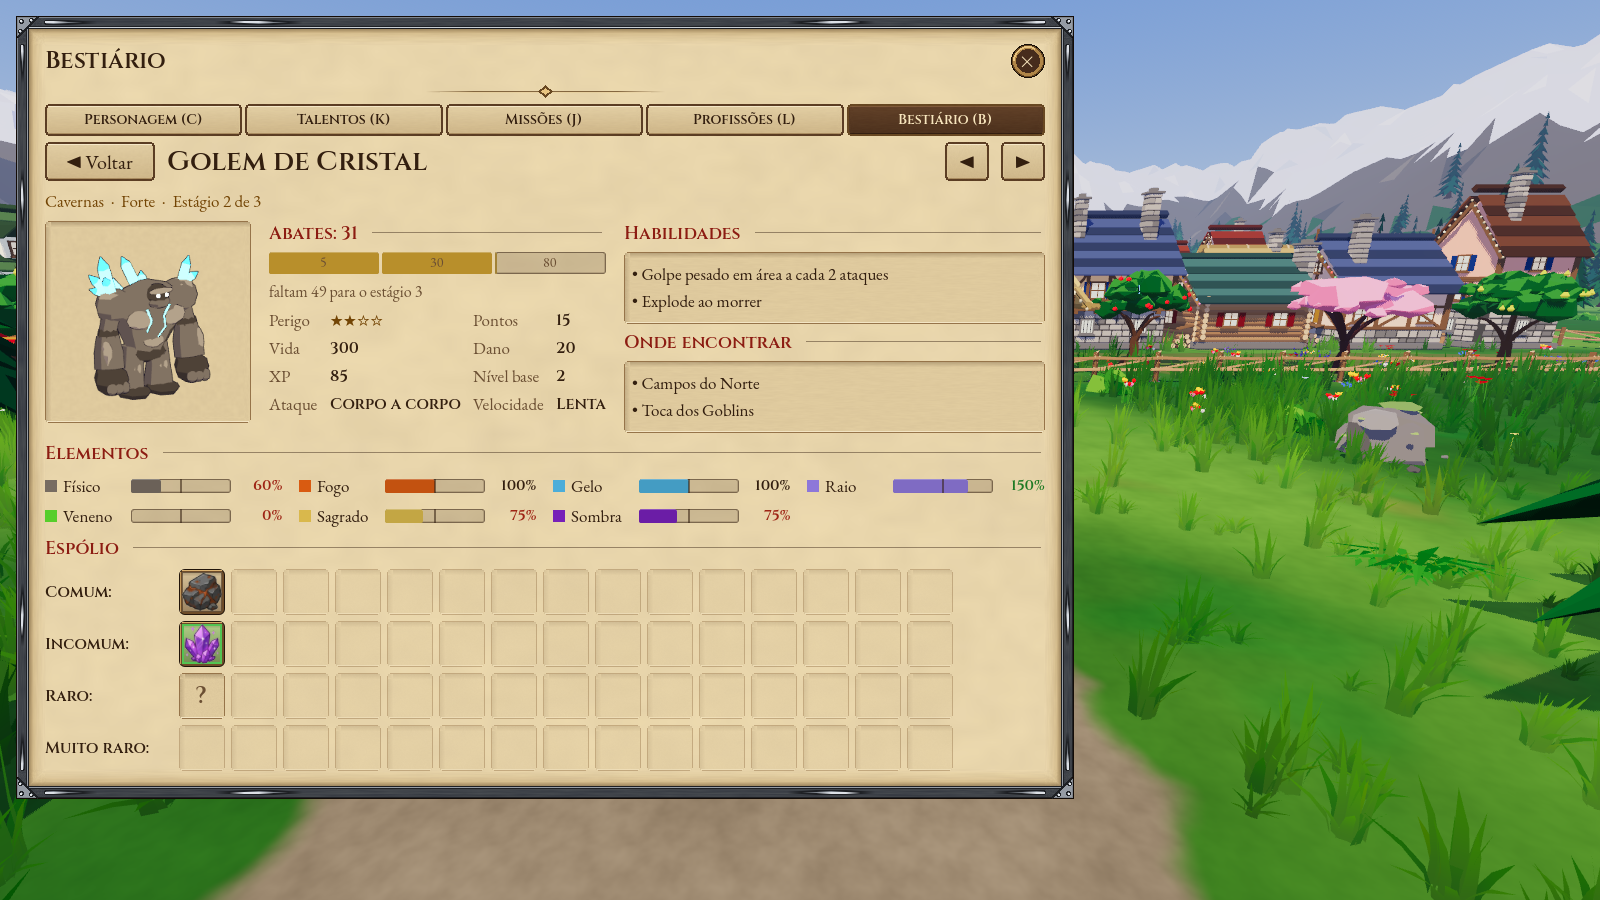 Bestiário
Personagem (C)
Talentos (K)
Missões (J)
Profissões (L)
Bestiário (B)
◄ Voltar
Golem de Cristal
◄
►
Cavernas · Forte · Estágio 2 de 3
Abates: 31
5
30
80
faltam 49 para o estágio 3
Perigo ★★☆☆ Pontos 15
Vida 300 Dano 20
XP 85 Nível base 2
Ataque Corpo a corpo Velocidade Lenta
Habilidades
• Golpe pesado em área a cada 2 ataques
• Explode ao morrer
Onde encontrar
• Campos do Norte
• Toca dos Goblins
Elementos
Físico 60% Fogo 100% Gelo 100% Raio 150%
Veneno 0% Sagrado 75% Sombra 75%
Espólio
Comum:
Incomum:
Raro:
?
Muito raro: